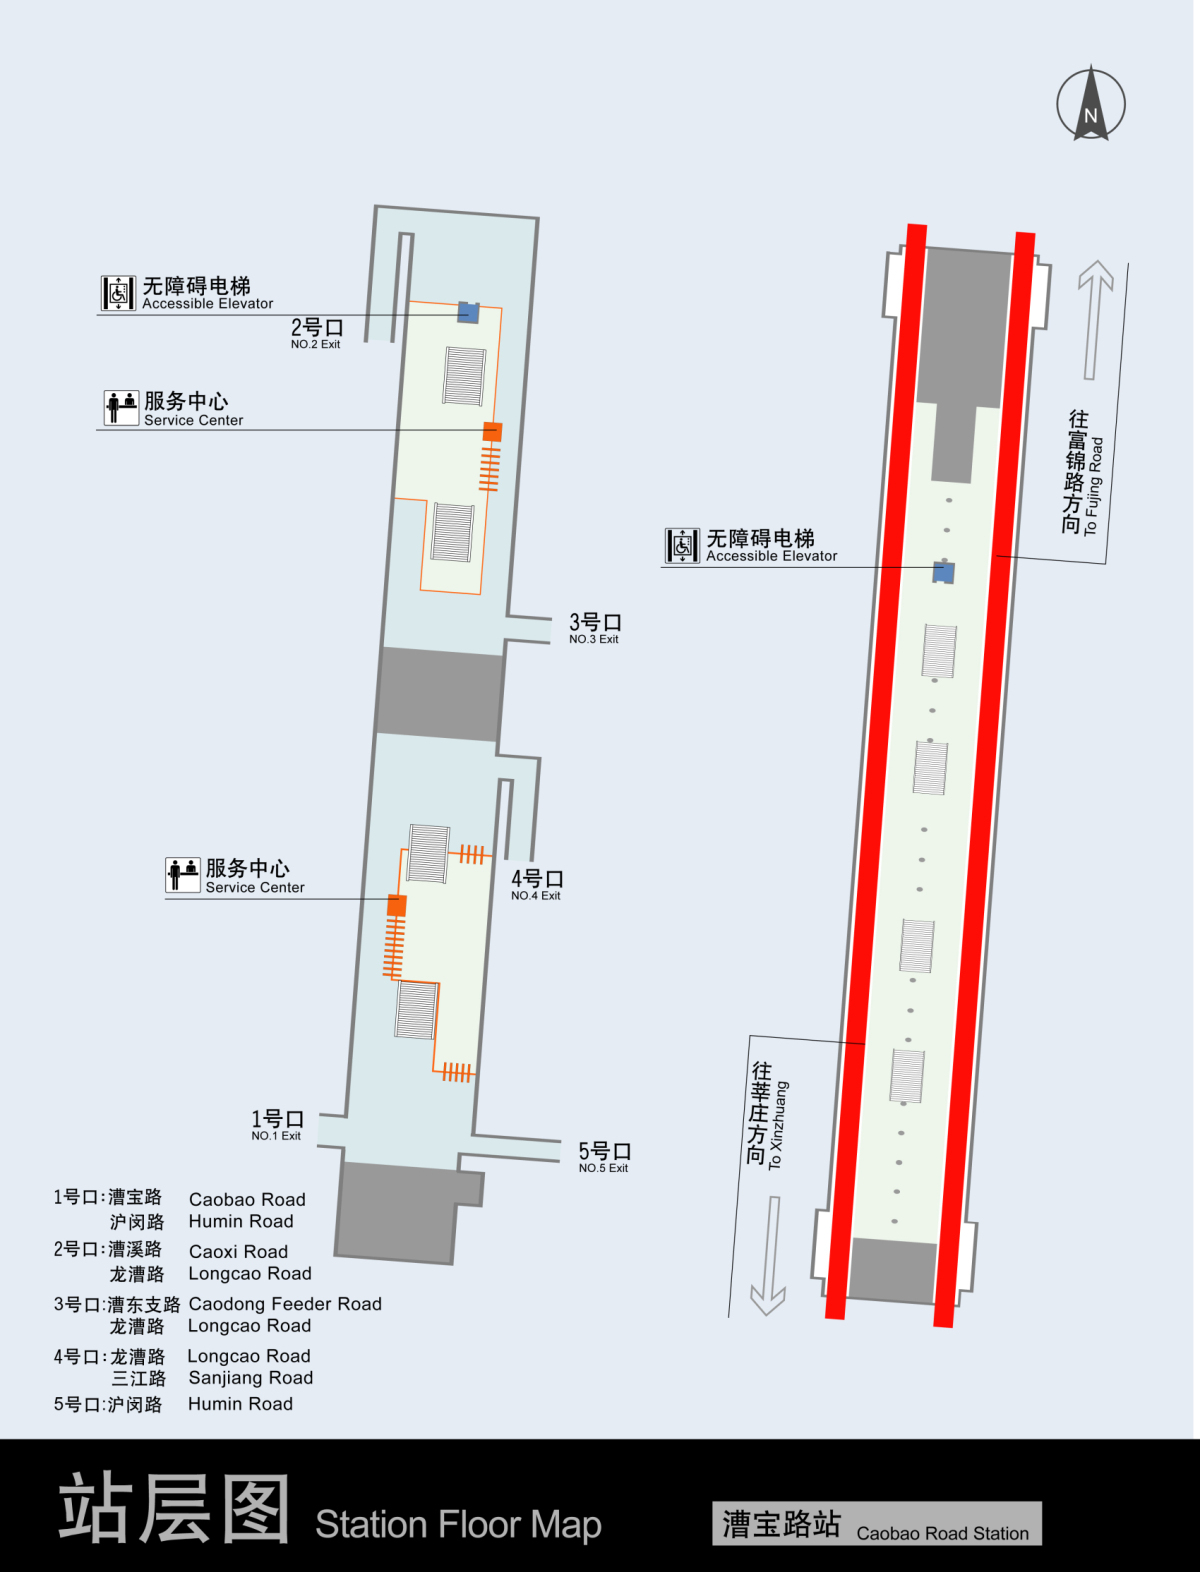 N
无障碍电梯
Accessible Elevator
2号口
NO.2 Exit
服务中心
Service Center
3号口
NO.3 Exit
服务中心
Service Center
4号口
NO.4 Exit
1号口
NO.1 Exit
5号口
NO.5 Exit
往富锦路方向
To Fujing Road
无障碍电梯
Accessible Elevator
往莘庄方向
To Xinzhuang
1号口:漕宝路 Caobao Road
沪闵路 Humin Road
2号口:漕溪路 Caoxi Road
龙漕路 Longcao Road
3号口:漕东支路 Caodong Feeder Road
龙漕路 Longcao Road
4号口:龙漕路 Longcao Road
三江路 Sanjiang Road
5号口:沪闵路 Humin Road
站层图 Station Floor Map
漕宝路站 Caobao Road Station